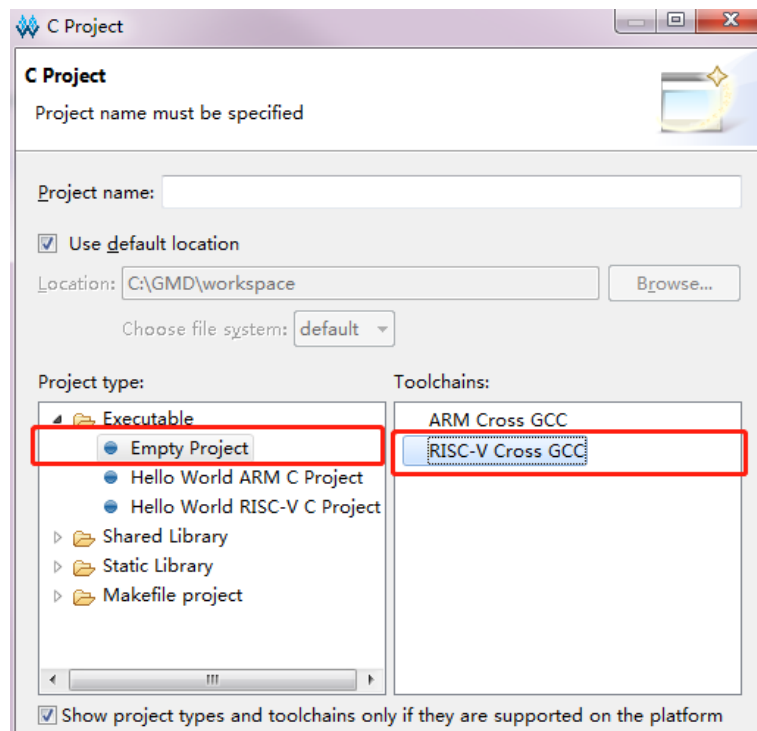 C Project
C Project
Project name must be specified
Project name:
Use default location
Location: C:\GMD\workspace Browse...
Choose file system: default
Project type: Toolchains:
Executable ARM Cross GCC
Empty Project RISC-V Cross GCC
Hello World ARM C Project
Hello World RISC-V C Project
Shared Library
Static Library
Makefile project
Show project types and toolchains only if they are supported on the platform